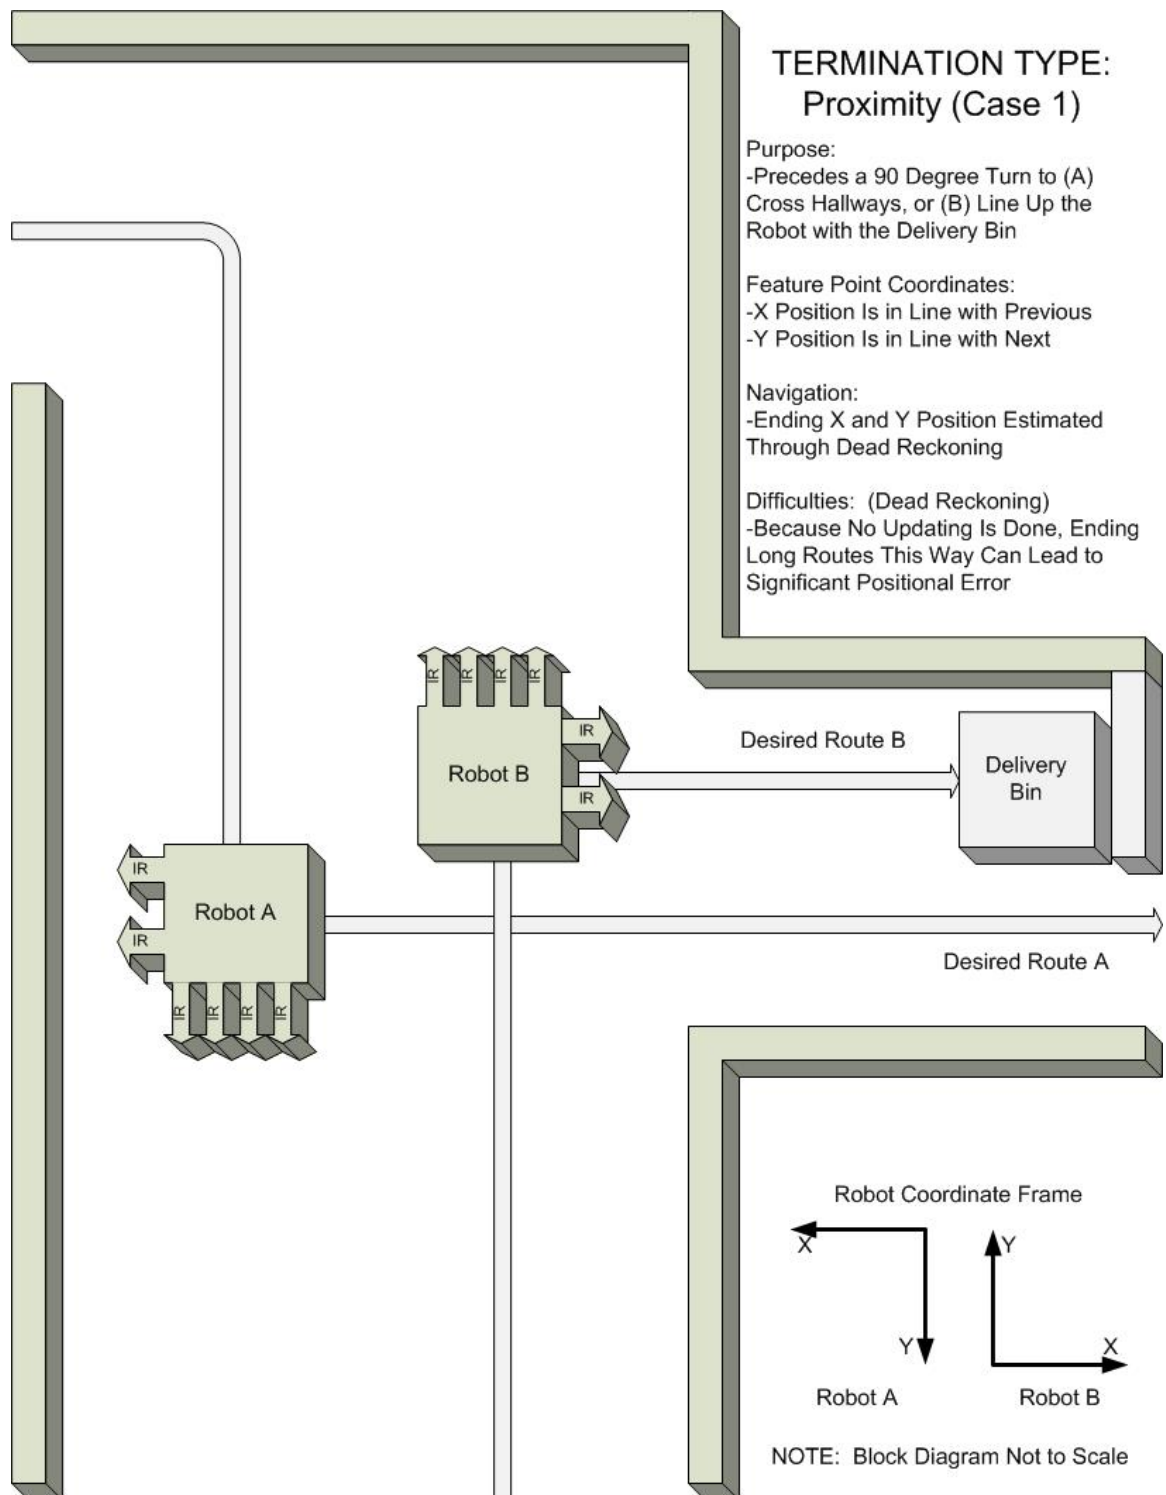 TERMINATION TYPE:
Proximity (Case 1)
Purpose:
-Precedes a 90 Degree Turn to (A)
Cross Hallways, or (B) Line Up the
Robot with the Delivery Bin
Feature Point Coordinates:
-X Position Is in Line with Previous
-Y Position Is in Line with Next
Navigation:
-Ending X and Y Position Estimated
Through Dead Reckoning
Difficulties:  (Dead Reckoning)
-Because No Updating Is Done, Ending
Long Routes This Way Can Lead to
Significant Positional Error
IR
IR
IR
IR
IR
Robot B
IR
Desired Route B
Delivery
Bin
IR
Robot A
IR
IR
IR
IR
IR
Desired Route A
Robot Coordinate Frame
X
Y
Y
X
Robot A
Robot B
NOTE:  Block Diagram Not to Scale